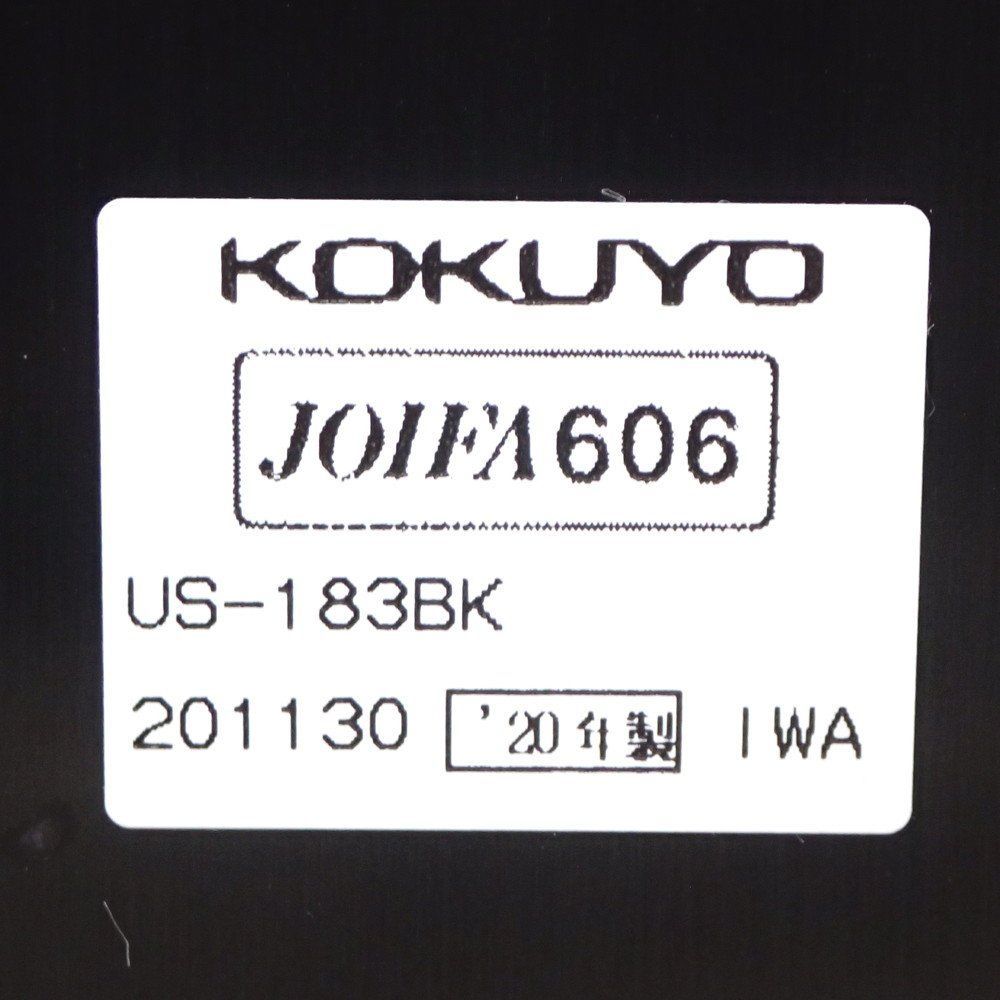 KOKUYO
JOIFA606
US-183BK
201130 '20年製 IWA